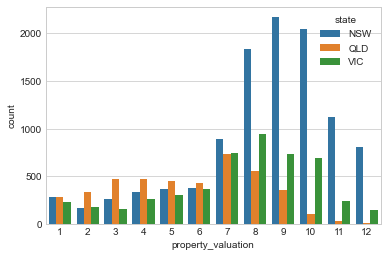 state
NSW
QLD
VIC
2000
1500
1000
500
0
count
1 2 3 4 5 6 7 8 9 10 11 12
property_valuation